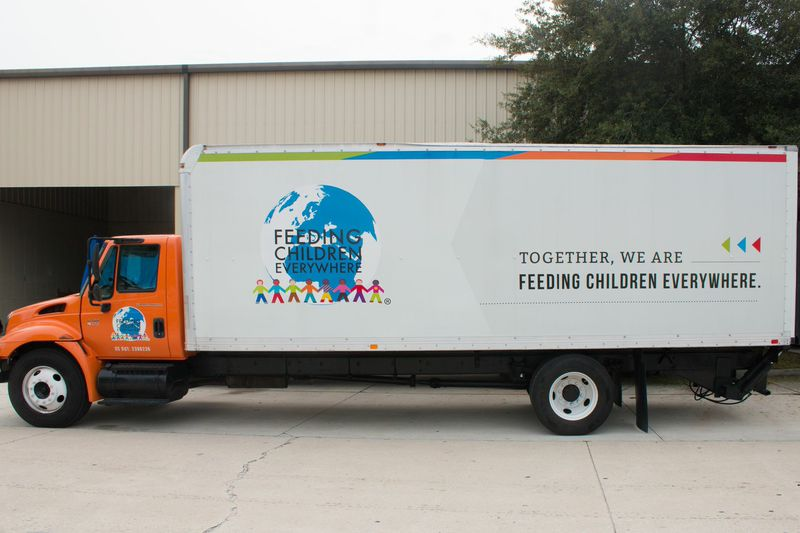 FEEDING
CHILDREN
EVERYWHERE
®
TOGETHER, WE ARE
FEEDING CHILDREN EVERYWHERE.